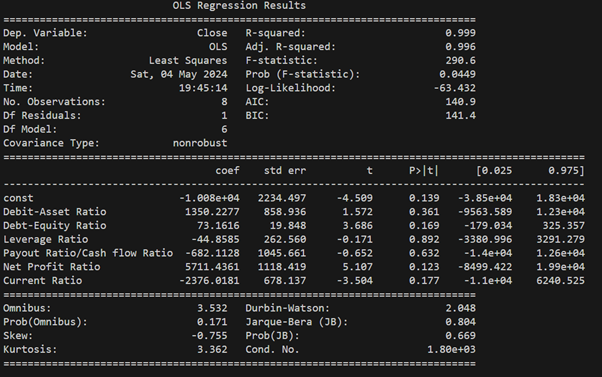 OLS Regression Results
==============================================================================
Dep. Variable: Close R-squared: 0.999
Model: OLS Adj. R-squared: 0.996
Method: Least Squares F-statistic: 290.6
Date: Sat, 04 May 2024 Prob (F-statistic): 0.0449
Time: 19:45:14 Log-Likelihood: -63.432
No. Observations: 8 AIC: 140.9
Df Residuals: 1 BIC: 141.4
Df Model: 6
Covariance Type: nonrobust
==============================================================================================
coef std err t P>|t| [0.025 0.975]
----------------------------------------------------------------------------------------------
const -1.008e+04 2234.497 -4.509 0.139 -3.85e+04 1.83e+04
Debit-Asset Ratio 1350.2277 858.936 1.572 0.361 -9563.589 1.23e+04
Debt-Equity Ratio 73.1616 19.848 3.686 0.169 -179.034 325.357
Leverage Ratio -44.8585 262.560 -0.171 0.892 -3380.996 3291.279
Payout Ratio/Cash flow Ratio -682.1128 1045.661 -0.652 0.632 -1.4e+04 1.26e+04
Net Profit Ratio 5711.4361 1118.419 5.107 0.123 -8499.422 1.99e+04
Current Ratio -2376.0181 678.137 -3.504 0.177 -1.1e+04 6240.525
==============================================================================
Omnibus: 3.532 Durbin-Watson: 2.048
Prob(Omnibus): 0.171 Jarque-Bera (JB): 0.804
Skew: -0.755 Prob(JB): 0.669
Kurtosis: 3.362 Cond. No. 1.80e+03
==============================================================================